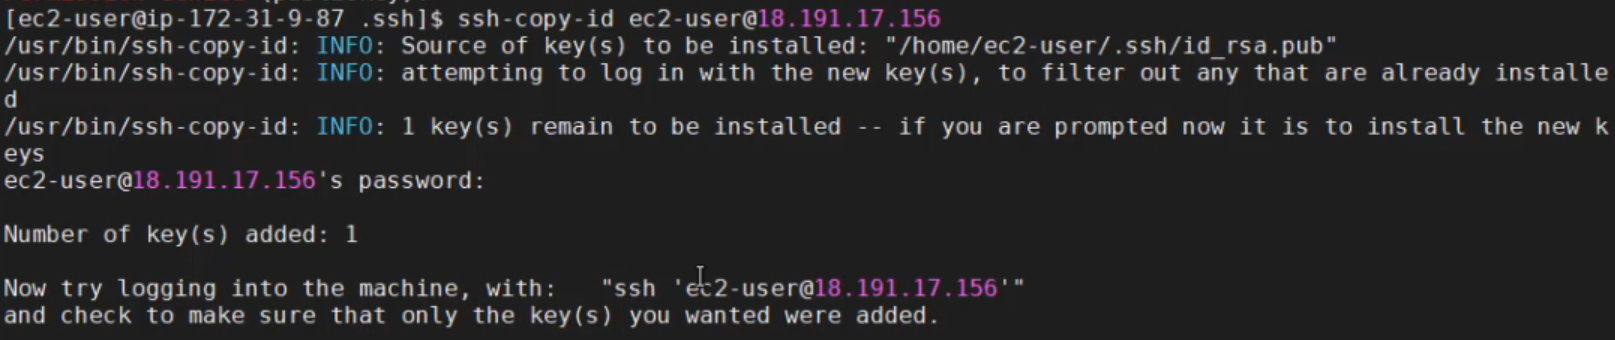 [ec2-user@ip-172-31-9-87 .ssh]$ ssh-copy-id ec2-user@18.191.17.156
/usr/bin/ssh-copy-id: INFO: Source of key(s) to be installed: "/home/ec2-user/.ssh/id_rsa.pub"
/usr/bin/ssh-copy-id: INFO: attempting to log in with the new key(s), to filter out any that are already installe
d
/usr/bin/ssh-copy-id: INFO: 1 key(s) remain to be installed -- if you are prompted now it is to install the new k
eys
ec2-user@18.191.17.156's password:
Number of key(s) added: 1
Now try logging into the machine, with:   "ssh 'ec2-user@18.191.17.156'"
and check to make sure that only the key(s) you wanted were added.